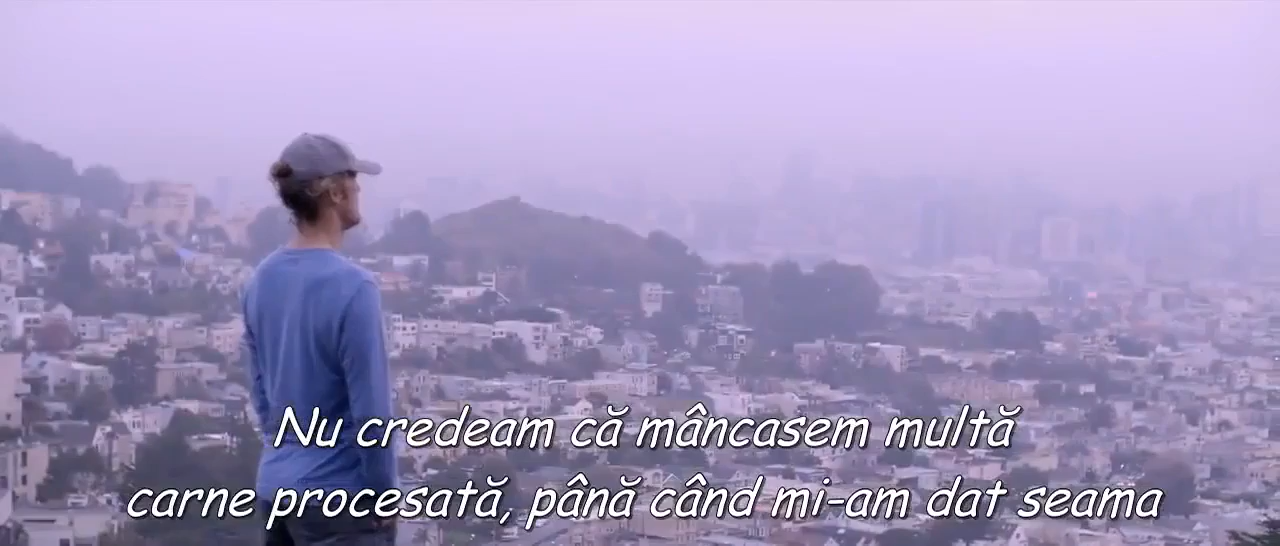 Nu credeam că mâncasem multă
carne procesată, până când mi-am dat seama